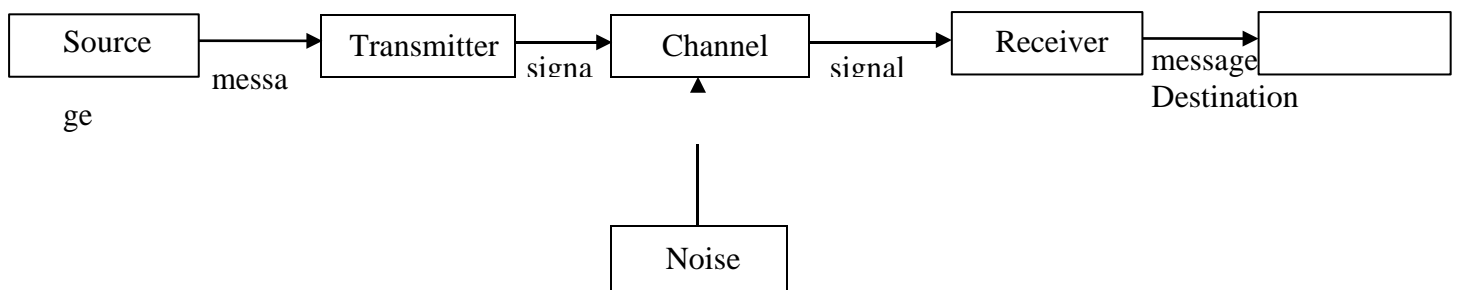 Source
Transmitter
Channel
Receiver
messa
ge
signa
signal
message
Destination
Noise